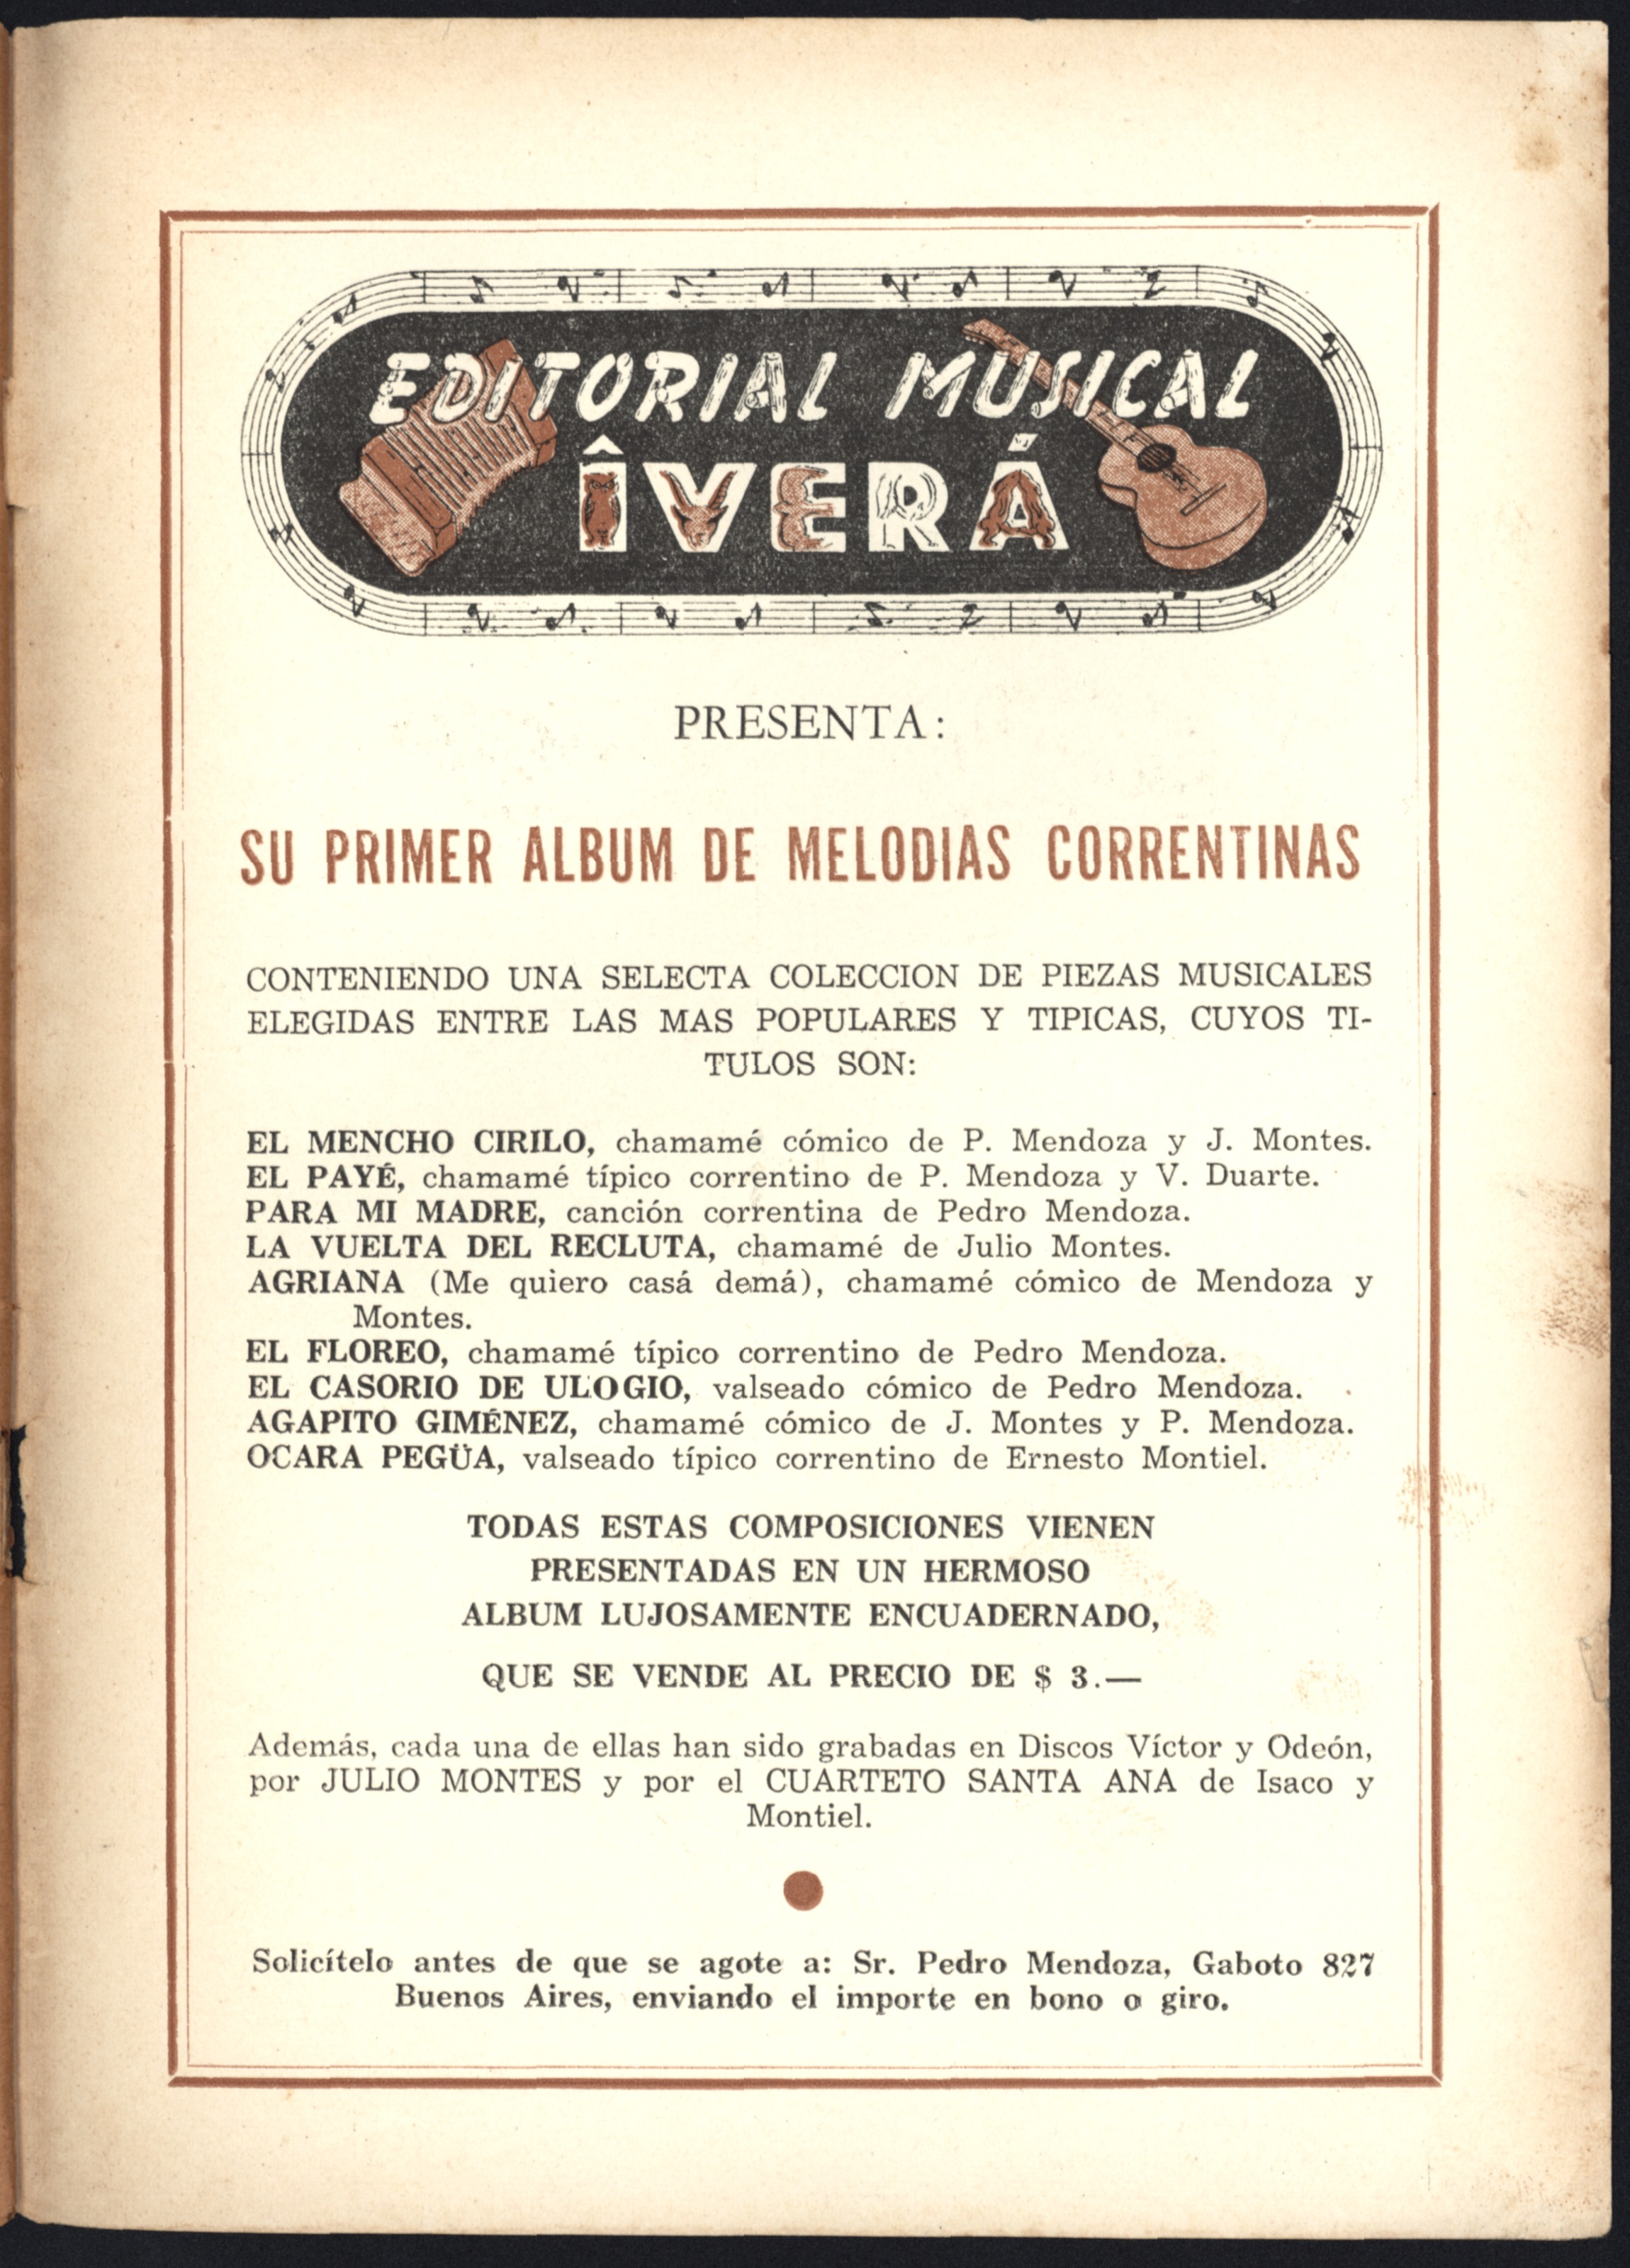 EDITORIAL MUSICAL
ÎVERÁ
PRESENTA:
SU PRIMER ALBUM DE MELODIAS CORRENTINAS
CONTENIENDO UNA SELECTA COLECCION DE PIEZAS MUSICALES
ELEGIDAS ENTRE LAS MAS POPULARES Y TIPICAS, CUYOS TI-
TULOS SON:
EL MENCHO CIRILO, chamamé cómico de P. Mendoza y J. Montes.
EL PAYÉ, chamamé típico correntino de P. Mendoza y V. Duarte.
PARA MI MADRE, canción correntina de Pedro Mendoza.
LA VUELTA DEL RECLUTA, chamamé de Julio Montes.
AGRIANA (Me quiero casá demá), chamamé cómico de Mendoza y
Montes.
EL FLOREO, chamamé típico correntino de Pedro Mendoza.
EL CASORIO DE ULOGIO, valseado cómico de Pedro Mendoza.
AGAPITO GIMÉNEZ, chamamé cómico de J. Montes y P. Mendoza.
OCARA PEGÜA, valseado típico correntino de Ernesto Montiel.
TODAS ESTAS COMPOSICIONES VIENEN
PRESENTADAS EN UN HERMOSO
ALBUM LUJOSAMENTE ENCUADERNADO,
QUE SE VENDE AL PRECIO DE $ 3.—
Además, cada una de ellas han sido grabadas en Discos Víctor y Odeón,
por JULIO MONTES y por el CUARTETO SANTA ANA de Isaco y
Montiel.
Solicítelo antes de que se agote a: Sr. Pedro Mendoza, Gaboto 827
Buenos Aires, enviando el importe en bono o giro.